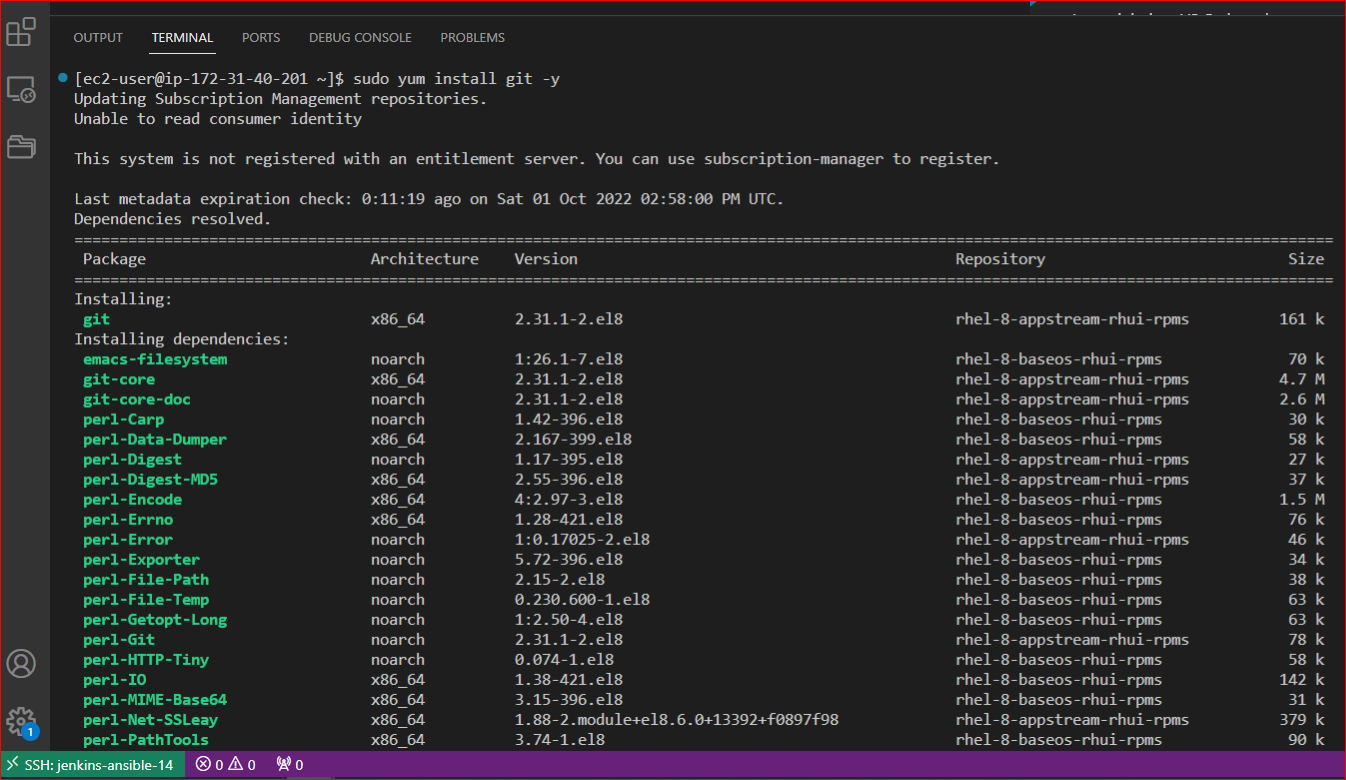 OUTPUT TERMINAL PORTS DEBUG CONSOLE PROBLEMS
[ec2-user@ip-172-31-40-201 ~]$ sudo yum install git -y
Updating Subscription Management repositories.
Unable to read consumer identity
This system is not registered with an entitlement server. You can use subscription-manager to register.
Last metadata expiration check: 0:11:19 ago on Sat 01 Oct 2022 02:58:00 PM UTC.
Dependencies resolved.
============================================================================================================================================
Package Architecture Version Repository Size
============================================================================================================================================
Installing:
git x86_64 2.31.1-2.el8 rhel-8-appstream-rhui-rpms 161 k
Installing dependencies:
emacs-filesystem noarch 1:26.1-7.el8 rhel-8-baseos-rhui-rpms 70 k
git-core x86_64 2.31.1-2.el8 rhel-8-appstream-rhui-rpms 4.7 M
git-core-doc noarch 2.31.1-2.el8 rhel-8-appstream-rhui-rpms 2.6 M
perl-Carp noarch 1.42-396.el8 rhel-8-baseos-rhui-rpms 30 k
perl-Data-Dumper x86_64 2.167-399.el8 rhel-8-baseos-rhui-rpms 58 k
perl-Digest noarch 1.17-395.el8 rhel-8-appstream-rhui-rpms 27 k
perl-Digest-MD5 x86_64 2.55-396.el8 rhel-8-appstream-rhui-rpms 37 k
perl-Encode x86_64 4:2.97-3.el8 rhel-8-baseos-rhui-rpms 1.5 M
perl-Errno x86_64 1.28-421.el8 rhel-8-baseos-rhui-rpms 76 k
perl-Error noarch 1:0.17025-2.el8 rhel-8-appstream-rhui-rpms 46 k
perl-Exporter noarch 5.72-396.el8 rhel-8-baseos-rhui-rpms 34 k
perl-File-Path noarch 2.15-2.el8 rhel-8-baseos-rhui-rpms 38 k
perl-File-Temp noarch 0.230.600-1.el8 rhel-8-baseos-rhui-rpms 63 k
perl-Getopt-Long noarch 1:2.50-4.el8 rhel-8-baseos-rhui-rpms 63 k
perl-Git noarch 2.31.1-2.el8 rhel-8-appstream-rhui-rpms 78 k
perl-HTTP-Tiny noarch 0.074-1.el8 rhel-8-baseos-rhui-rpms 58 k
perl-IO x86_64 1.38-421.el8 rhel-8-baseos-rhui-rpms 142 k
perl-MIME-Base64 x86_64 3.15-396.el8 rhel-8-baseos-rhui-rpms 31 k
perl-Net-SSLeay x86_64 1.88-2.module+el8.6.0+13392+f0897f98 rhel-8-appstream-rhui-rpms 379 k
perl-PathTools x86_64 3.74-1.el8 rhel-8-baseos-rhui-rpms 90 k
1
SSH: jenkins-ansible-14 0 0 0